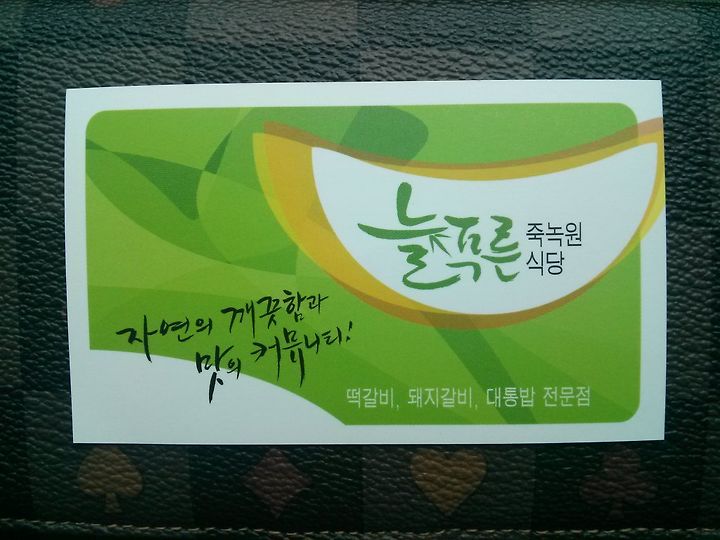 늘푸른 죽녹원
식당
자연의 깨끗함과
맛의 커뮤니티!
떡갈비, 돼지갈비, 대통밥 전문점